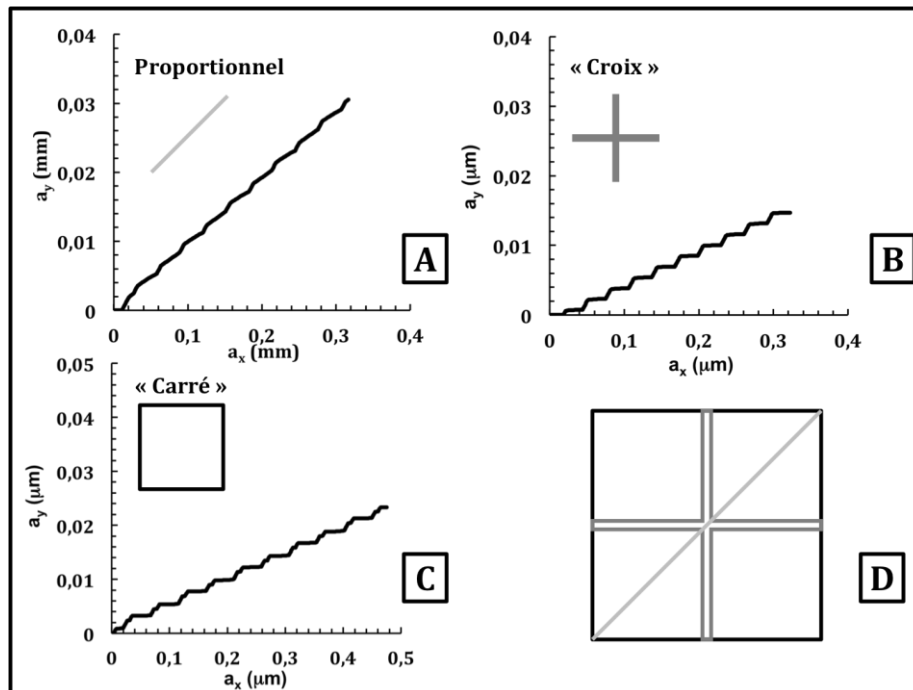 0,04
0,03
0,02
0,01
0
a_y (mm)
Proportionnel
A
0 0,1 0,2 0,3 0,4
a_x (mm)
0,04
0,03
0,02
0,01
0
a_y (μm)
« Croix »
B
0 0,1 0,2 0,3 0,4
a_x (μm)
0,05
0,04
0,03
0,02
0,01
0
a_y (μm)
« Carré »
C
0 0,1 0,2 0,3 0,4 0,5
a_x (μm)
D